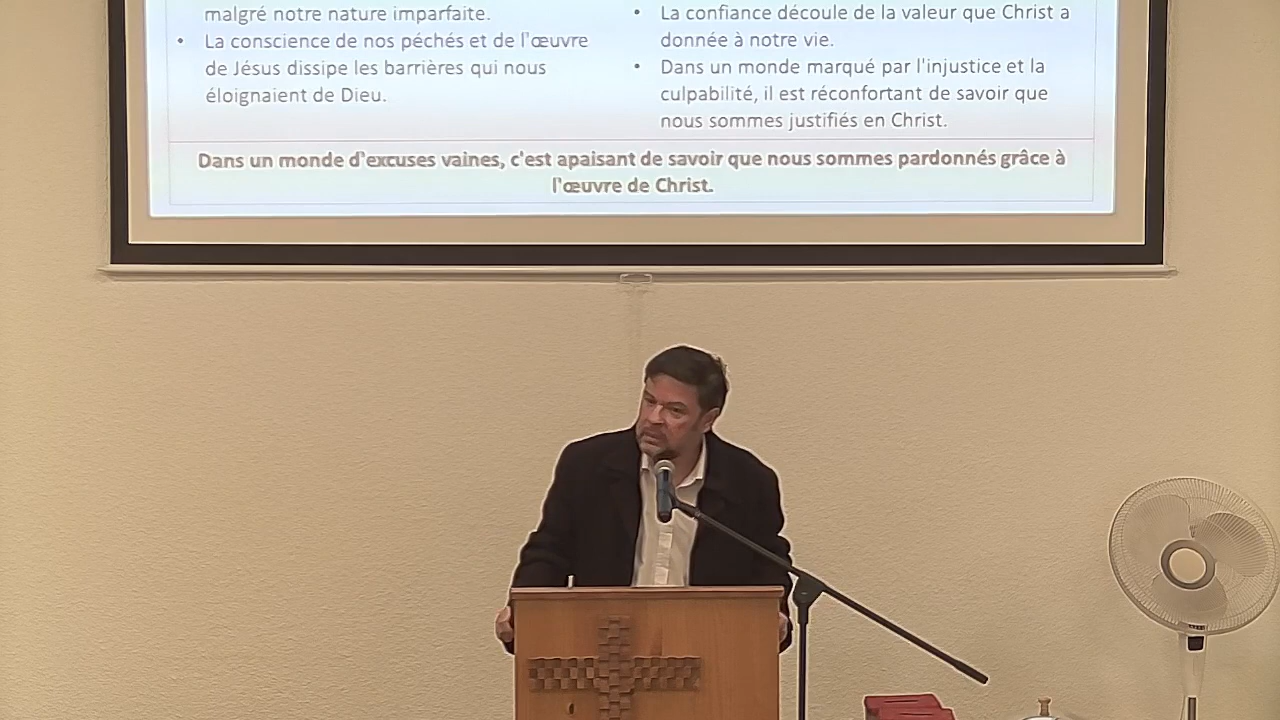 malgré notre nature imparfaite.
• La conscience de nos péchés et de l'œuvre
de Jésus dissipe les barrières qui nous
éloignaient de Dieu.
• La confiance découle de la valeur que Christ a
donnée à notre vie.
• Dans un monde marqué par l'injustice et la
culpabilité, il est réconfortant de savoir que
nous sommes justifiés en Christ.
Dans un monde d'excuses vaines, c'est apaisant de savoir que nous sommes pardonnés grâce à
l'œuvre de Christ.